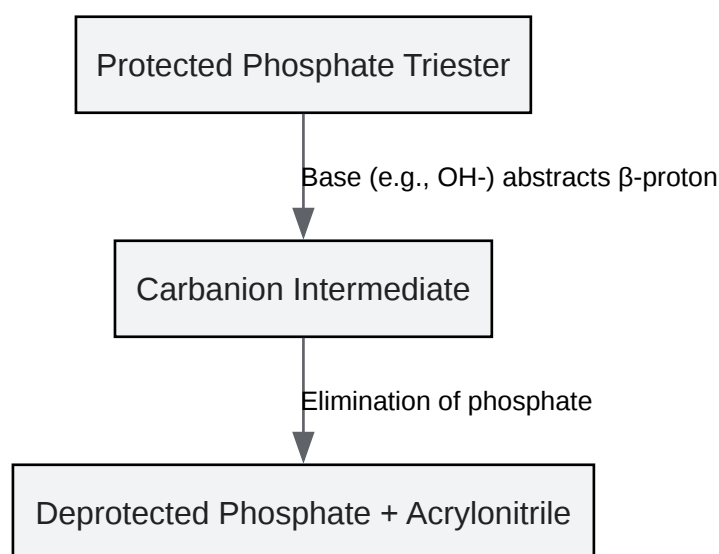 Protected Phosphate Triester
Base (e.g., OH-) abstracts β-proton
Carbanion Intermediate
Elimination of phosphate
Deprotected Phosphate + Acrylonitrile